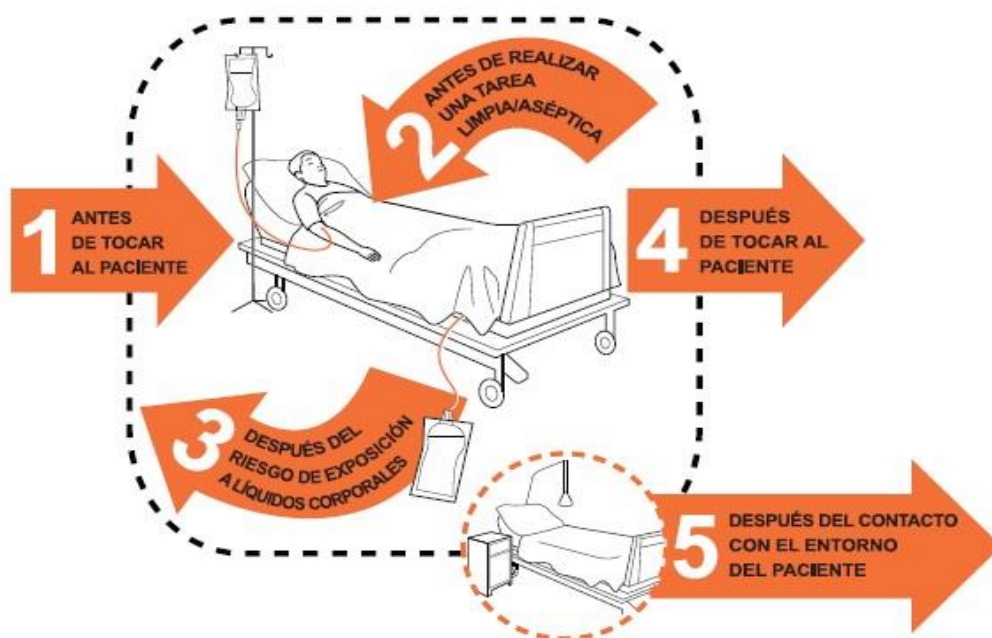 1
ANTES
DE TOCAR
AL PACIENTE
2
ANTES DE REALIZAR
UNA TAREA
LIMPIA/ASÉPTICA
3
DESPUÉS DEL
RIESGO DE EXPOSICIÓN
A LÍQUIDOS CORPORALES
4
DESPUÉS
DE TOCAR AL
PACIENTE
5
DESPUÉS DEL CONTACTO
CON EL ENTORNO
DEL PACIENTE